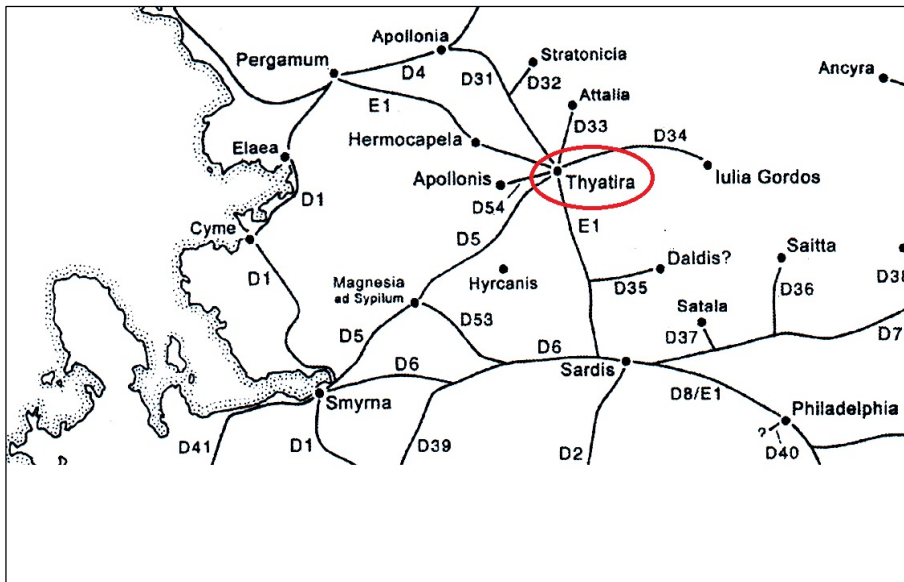 Apollonia
Pergamum
Stratonicia
Ancyra
D4
D31
D32
Attalia
E1
D33
D34
Hermocapela
Elaea
Apollonis
Thyatira
Iulia Gordos
D1
D54
Cyme
D5
E1
Daldis?
Saitta
D1
Hyrcanis
D35
D36
D38
Magnesia
ad Sypilum
Satala
D5
D53
D37
D7
D6
D6
Sardis
Smyrna
D8/E1
Philadelphia
D41
D1
D39
D2
?
D40